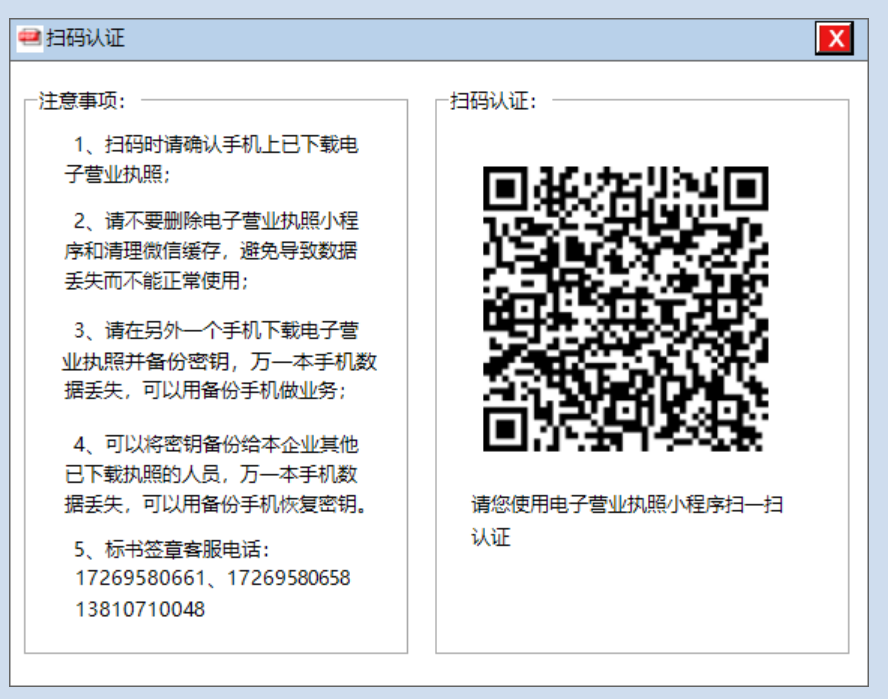 扫码认证
注意事项:
1、扫码时请确认手机上已下载电
子营业执照;
2、请不要删除电子营业执照小程
序和清理微信缓存，避免导致数据
丢失而不能正常使用;
3、请在另外一个手机下载电子营
业执照并备份密钥，万一本手机数
据丢失，可以用备份手机做业务;
4、可以将密钥备份给本企业其他
已下载执照的人员，万一本手机数
据丢失，可以用备份手机恢复密钥。
5、标书签章客服电话:
17269580661、17269580658
13810710048
扫码认证:
请您使用电子营业执照小程序扫一扫
认证